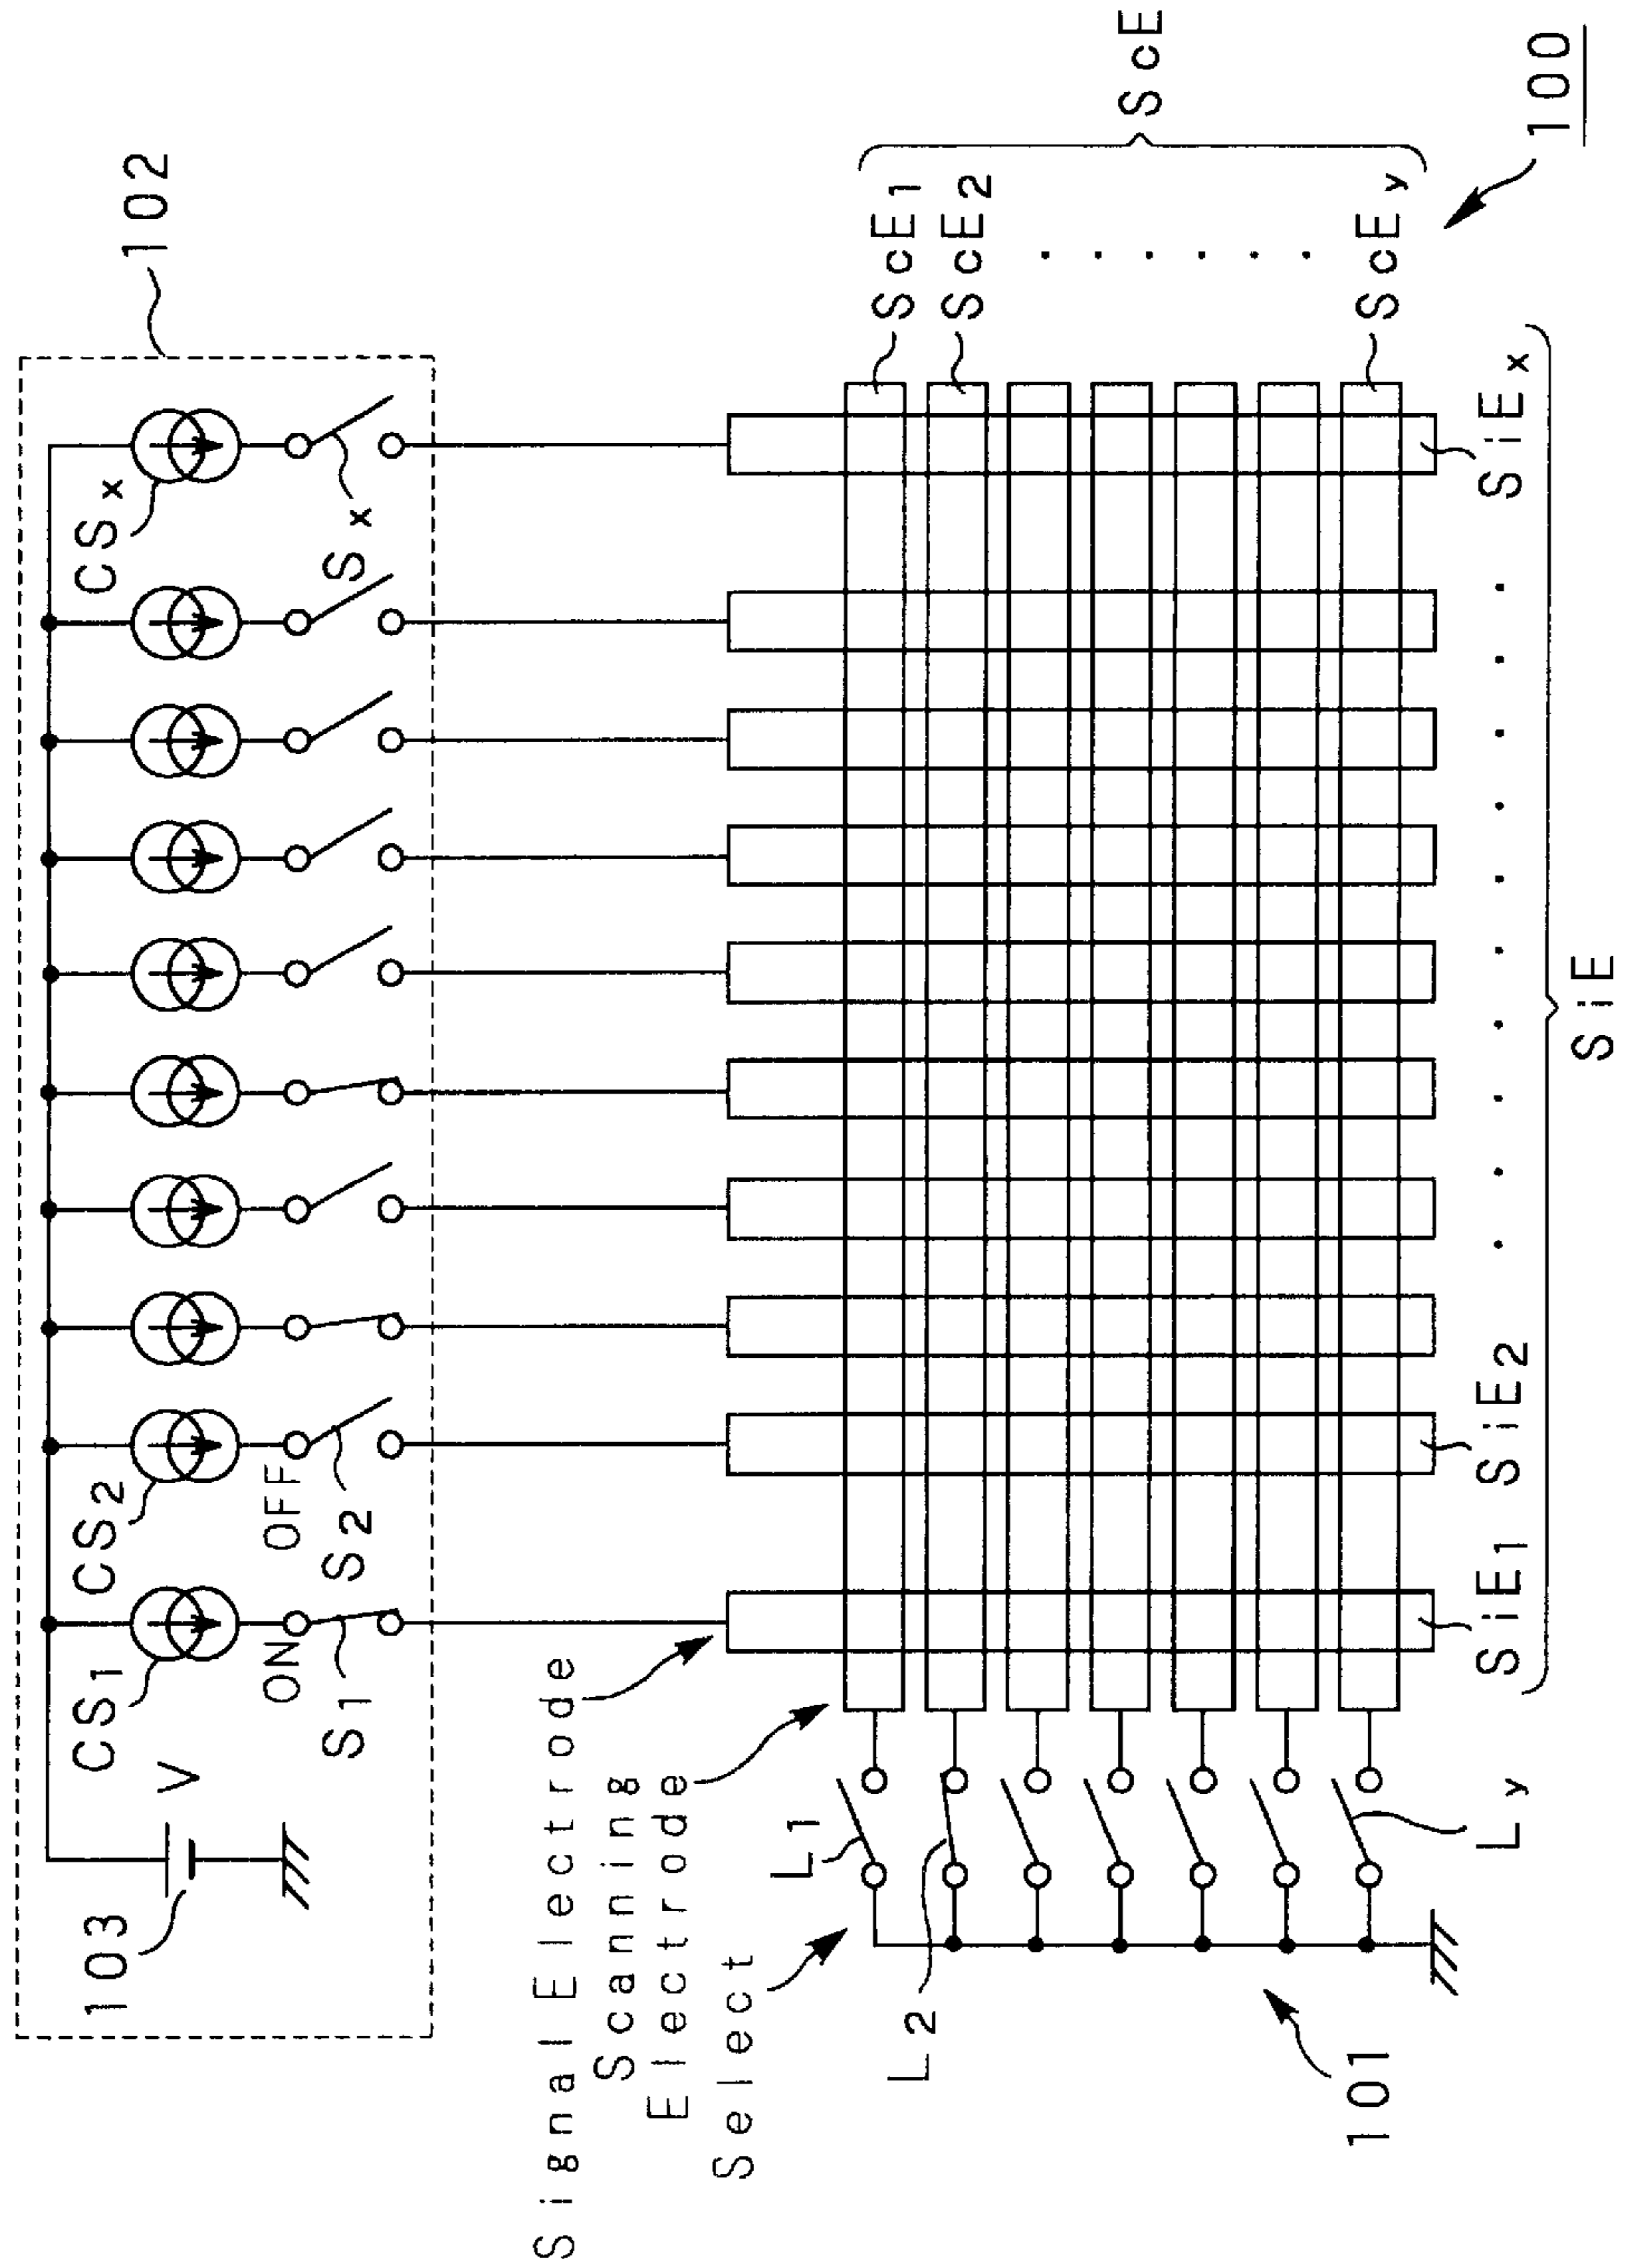 102
103
V
CS1
CS2
CSx
ON
OFF
S1
S2
Sx
Signal Electrode
Scanning
Electrode
Select
L1
L2
Ly
101
ScE1
ScE2
. . . . . .
ScEy
ScE
SiE1
SiE2
. . . . . . . . . .
SiEx
SiE
100